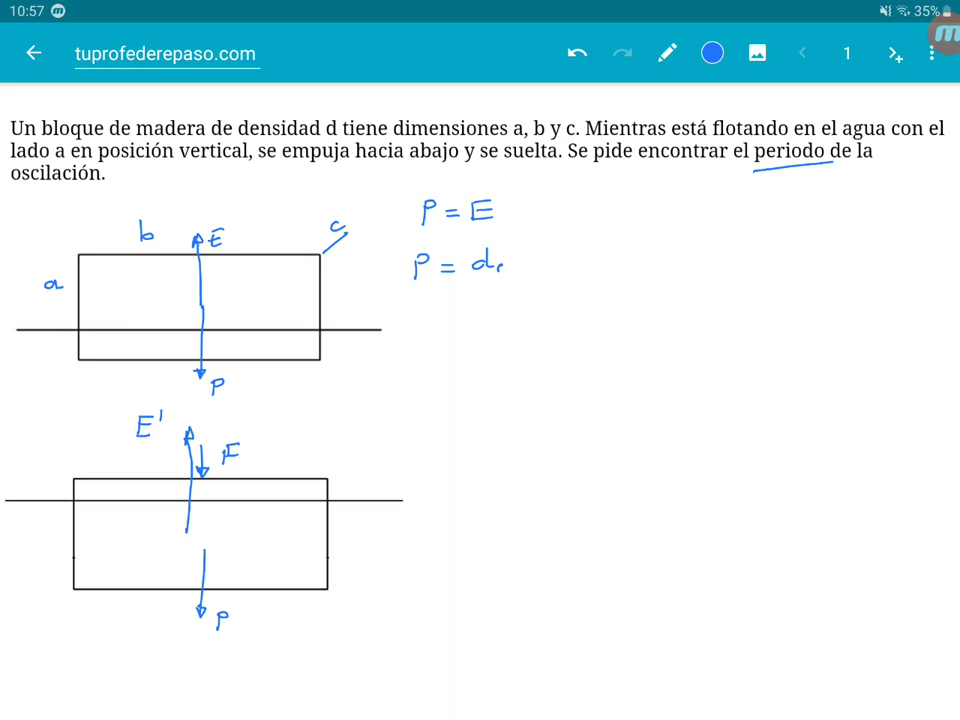 10:57 35%
tuprofederepaso.com 1
Un bloque de madera de densidad d tiene dimensiones a, b y c. Mientras está flotando en el agua con el
lado a en posición vertical, se empuja hacia abajo y se suelta. Se pide encontrar el periodo de la
oscilación.
P = E
b E c
P = d
a
P
E'
F
P